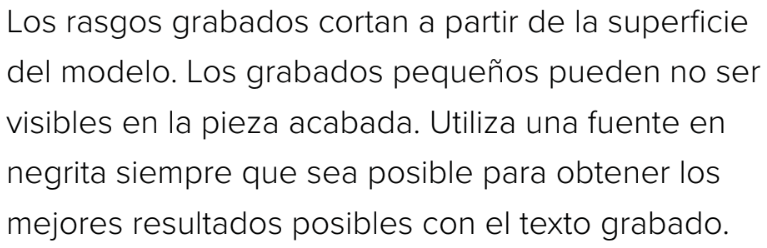 Los rasgos grabados cortan a partir de la superficie
del modelo. Los grabados pequeños pueden no ser
visibles en la pieza acabada. Utiliza una fuente en
negrita siempre que sea posible para obtener los
mejores resultados posibles con el texto grabado.